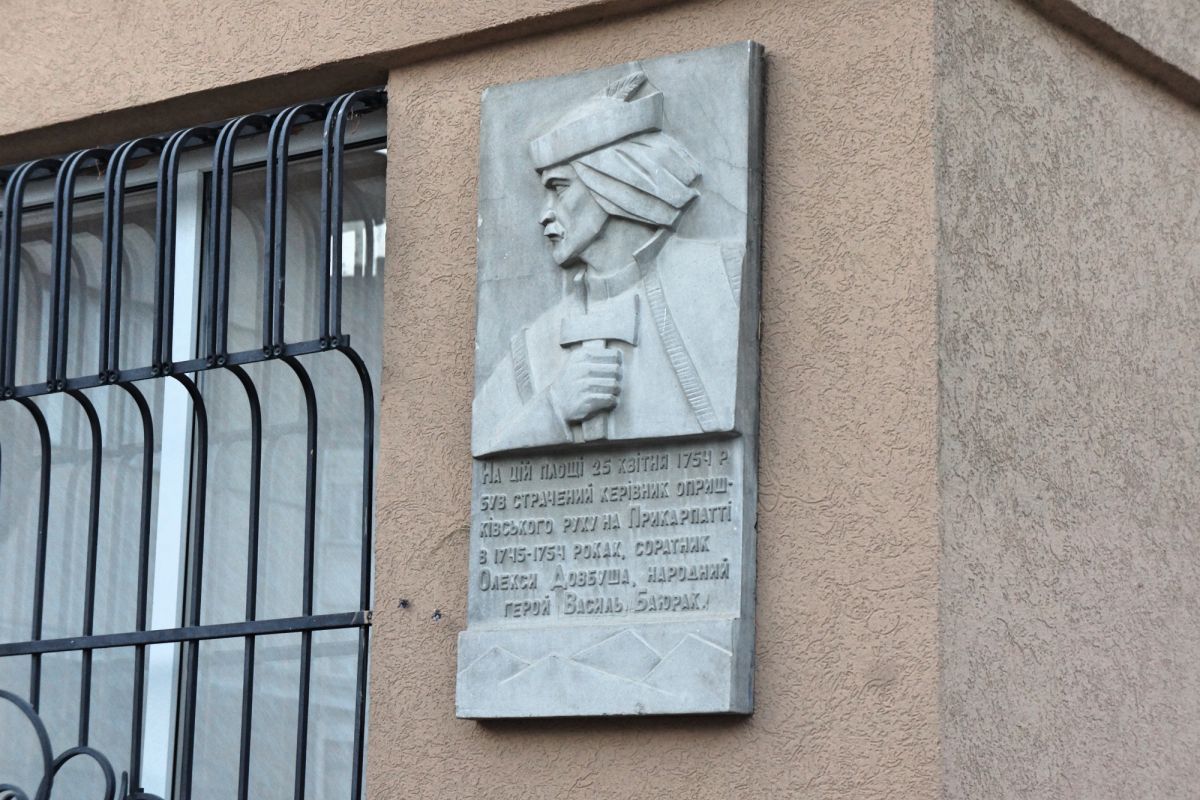 На цій площі 25 квітня 1754 р
був страчений керівник оприш-
ківського руху на Прикарпатті
в 1745-1754 роках, соратник
Олекси Довбуша, народний
герой Василь Баюрак.